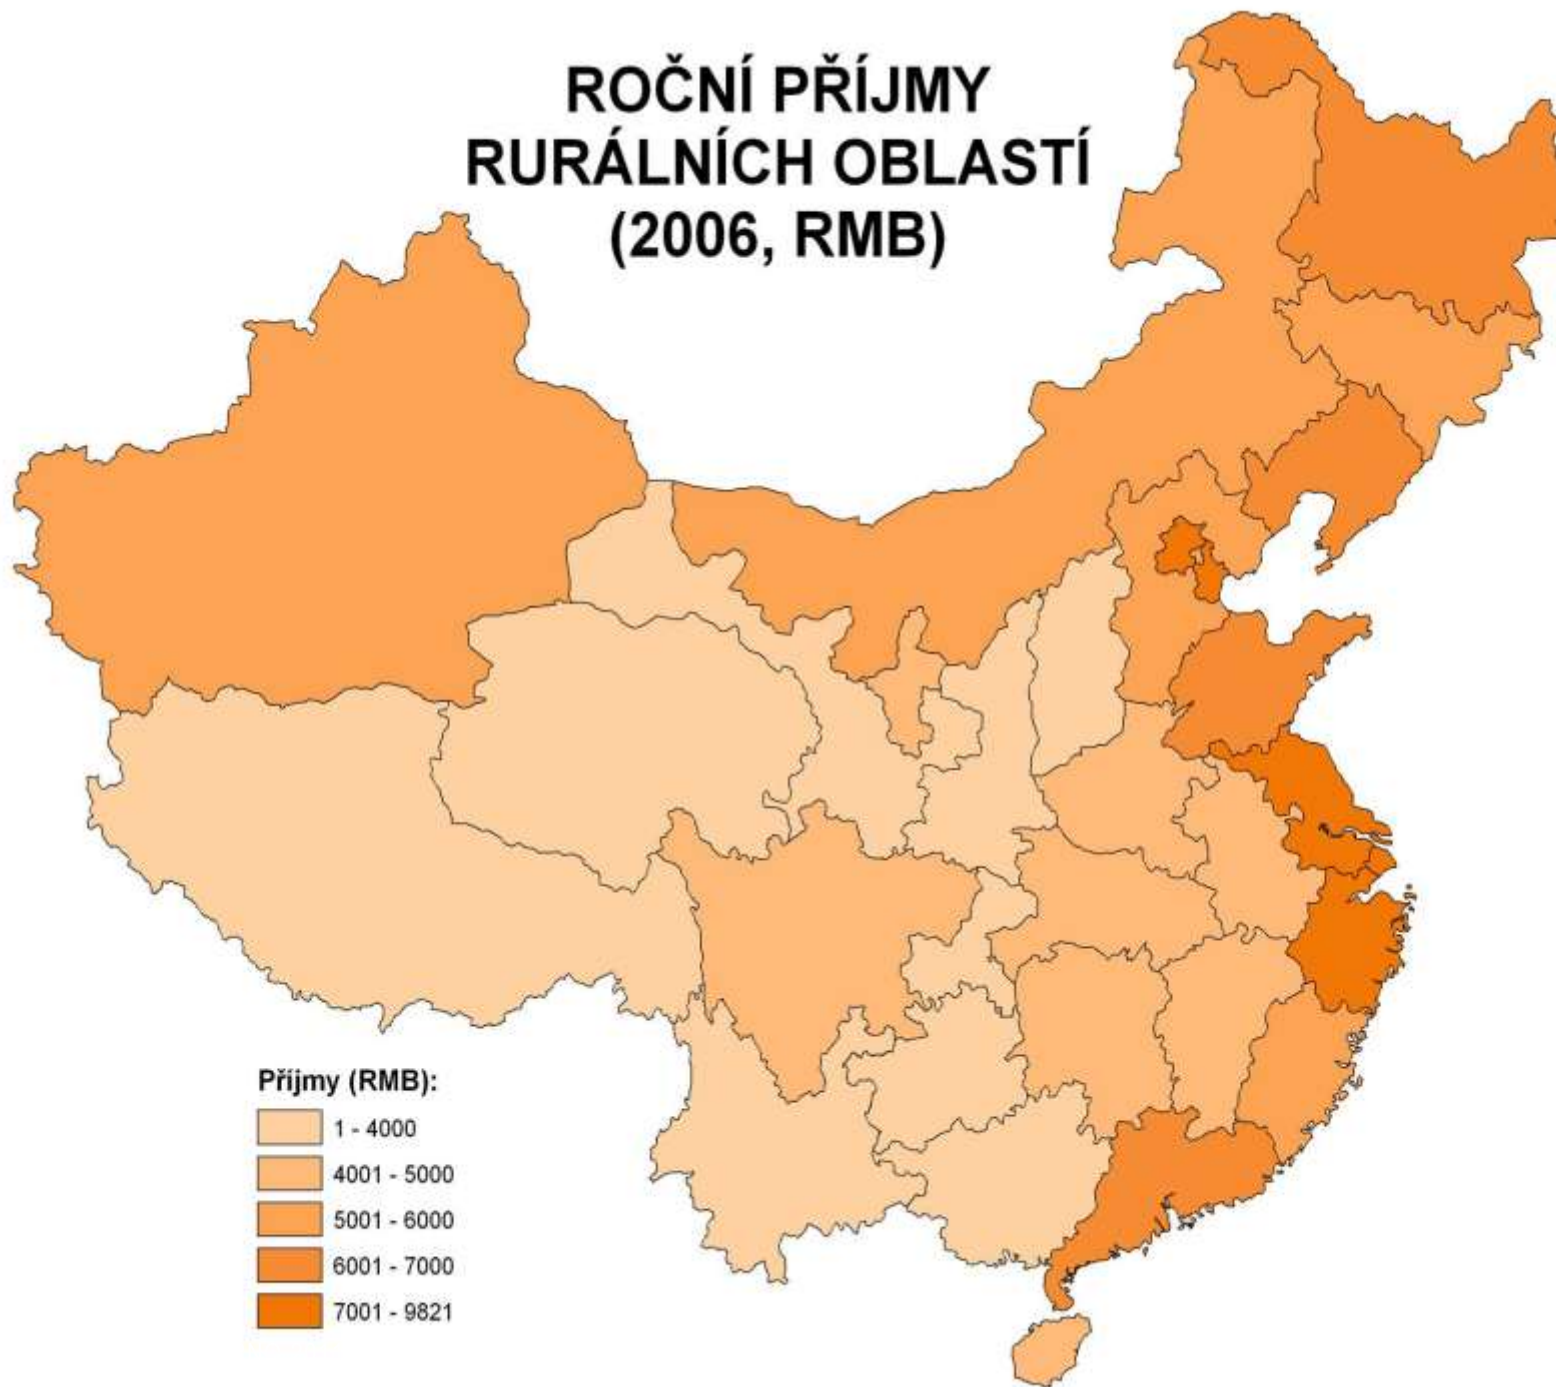 ROČNÍ PŘÍJMY
RURÁLNÍCH OBLASTÍ
(2006, RMB)
Příjmy (RMB):
1 - 4000
4001 - 5000
5001 - 6000
6001 - 7000
7001 - 9821